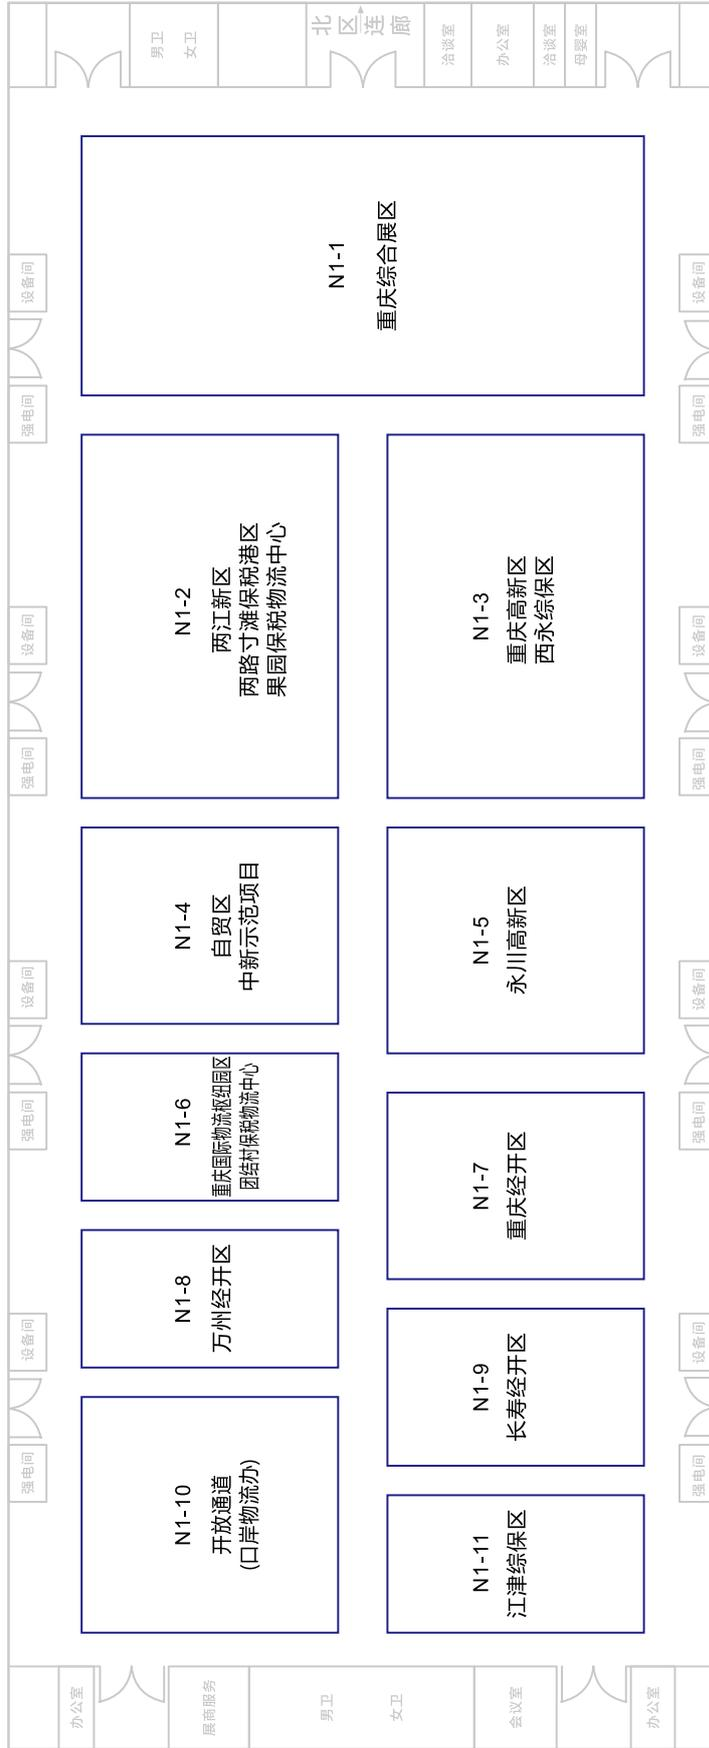 男卫
女卫
北区连廊
洽谈室
办公室
洽谈室
母婴室
N1-1
重庆综合展区
设备间
设备间
强电间
强电间
N1-2
两江新区
两路寸滩保税港区
果园保税物流中心
N1-3
重庆高新区
西永综保区
设备间
设备间
强电间
强电间
N1-4
自贸区
中新示范项目
N1-5
永川高新区
设备间
设备间
N1-6
重庆国际物流枢纽园区
团结村保税物流中心
强电间
强电间
N1-7
重庆经开区
N1-8
万州经开区
设备间
设备间
N1-9
长寿经开区
强电间
强电间
N1-10
开放通道
(口岸物流办)
N1-11
江津综保区
办公室
展商服务
男卫
女卫
会议室
办公室